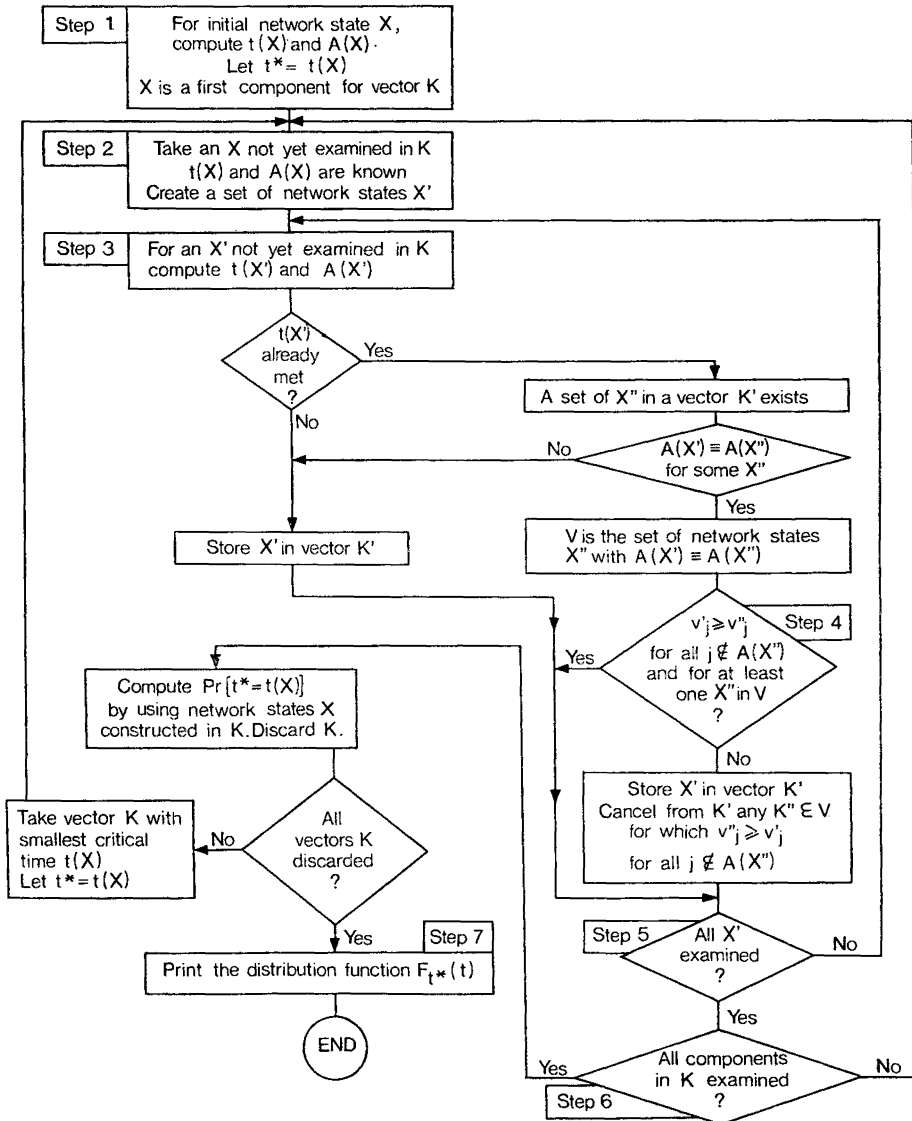 Step 1
For initial network state X,
compute t(X) and A(X).
Let t* = t(X)
X is a first component for vector K
Step 2
Take an X not yet examined in K
t(X) and A(X) are known
Create a set of network states X'
Step 3
For an X' not yet examined in K
compute t(X') and A(X')
t(X')
already
met
?
Yes
No
A set of X" in a vector K' exists
A(X') ≡ A(X")
for some X"
No
Yes
Store X' in vector K'
V is the set of network states
X" with A(X') ≡ A(X")
Step 4
v'j ⩾ v"j
for all j ∉ A(X")
and for at least
one X" in V
?
Yes
No
Compute Pr[t* = t(X)]
by using network states X
constructed in K. Discard K.
Store X' in vector K'
Cancel from K' any K" ∈ V
for which v"j ⩾ v'j
for all j ∉ A(X")
Take vector K with
smallest critical
time t(X)
Let t* = t(X)
No
All
vectors K
discarded
?
Yes
Step 5
All X'
examined
?
No
Yes
Step 7
Print the distribution function Ft*(t)
END
Yes
All components
in K examined
?
No
Step 6